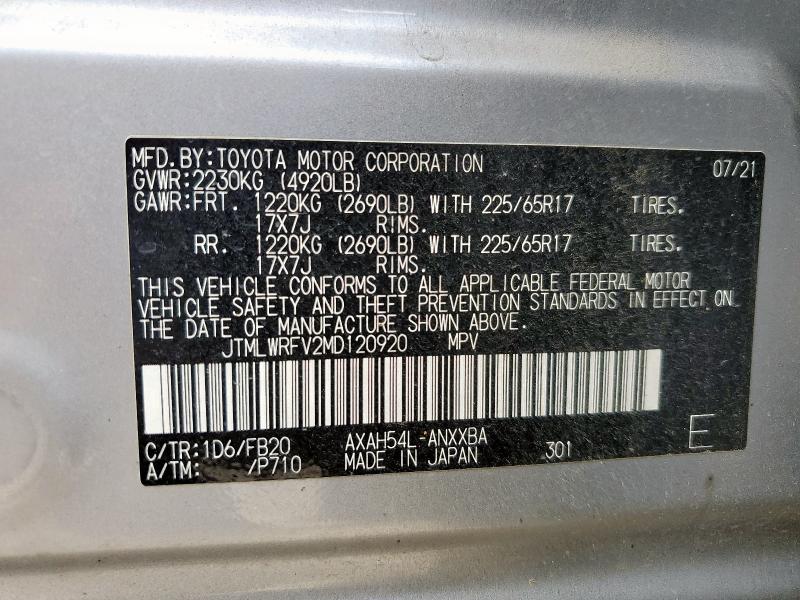 MFD.BY:TOYOTA MOTOR CORPORATION 07/21
GVWR:2230KG (4920LB)
GAWR:FRT. 1220KG (2690LB) WITH 225/65R17 TIRES.
17X7J RIMS.
RR. 1220KG (2690LB) WITH 225/65R17 TIRES.
17X7J RIMS.
THIS VEHICLE CONFORMS TO ALL APPLICABLE FEDERAL MOTOR
VEHICLE SAFETY AND THEFT PREVENTION STANDARDS IN EFFECT ON
THE DATE OF MANUFACTURE SHOWN ABOVE.
JTMLWRFV2MD120920 MPV
C/TR:1D6/FB20 AXAH54L-ANXXBA E
A/TM: /P710 MADE IN JAPAN 301